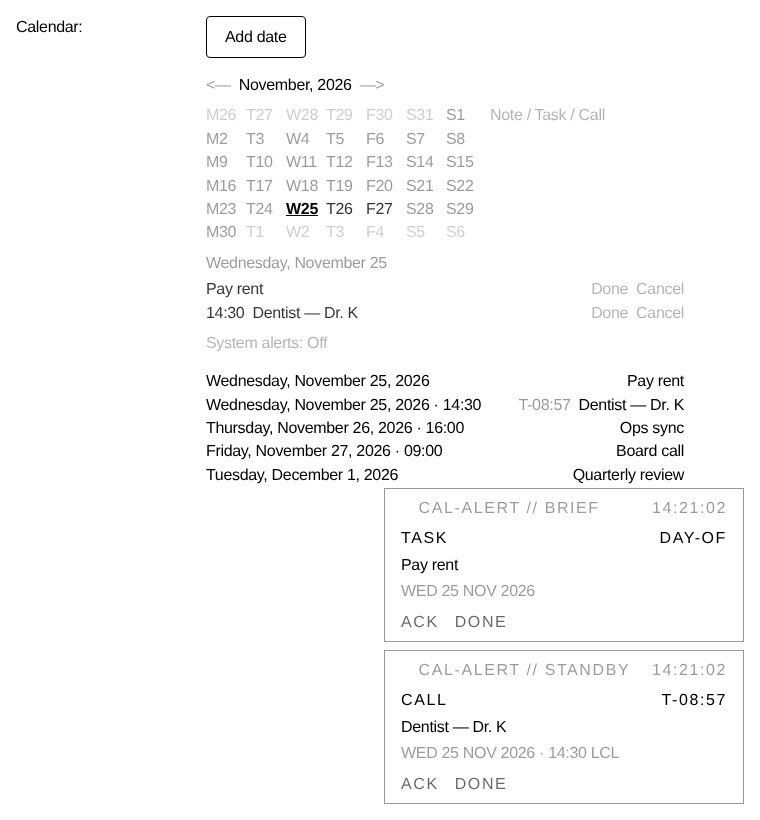 Calendar:
Add date
<— November, 2026 —>
M26 T27 W28 T29 F30 S31 S1 Note / Task / Call
M2 T3 W4 T5 F6 S7 S8
M9 T10 W11 T12 F13 S14 S15
M16 T17 W18 T19 F20 S21 S22
M23 T24 W25 T26 F27 S28 S29
M30 T1 W2 T3 F4 S5 S6
Wednesday, November 25
Pay rent Done Cancel
14:30 Dentist — Dr. K Done Cancel
System alerts: Off
Wednesday, November 25, 2026 Pay rent
Wednesday, November 25, 2026 · 14:30 T-08:57 Dentist — Dr. K
Thursday, November 26, 2026 · 16:00 Ops sync
Friday, November 27, 2026 · 09:00 Board call
Tuesday, December 1, 2026 Quarterly review
CAL-ALERT // BRIEF 14:21:02
TASK DAY-OF
Pay rent
WED 25 NOV 2026
ACK DONE
CAL-ALERT // STANDBY 14:21:02
CALL T-08:57
Dentist — Dr. K
WED 25 NOV 2026 · 14:30 LCL
ACK DONE